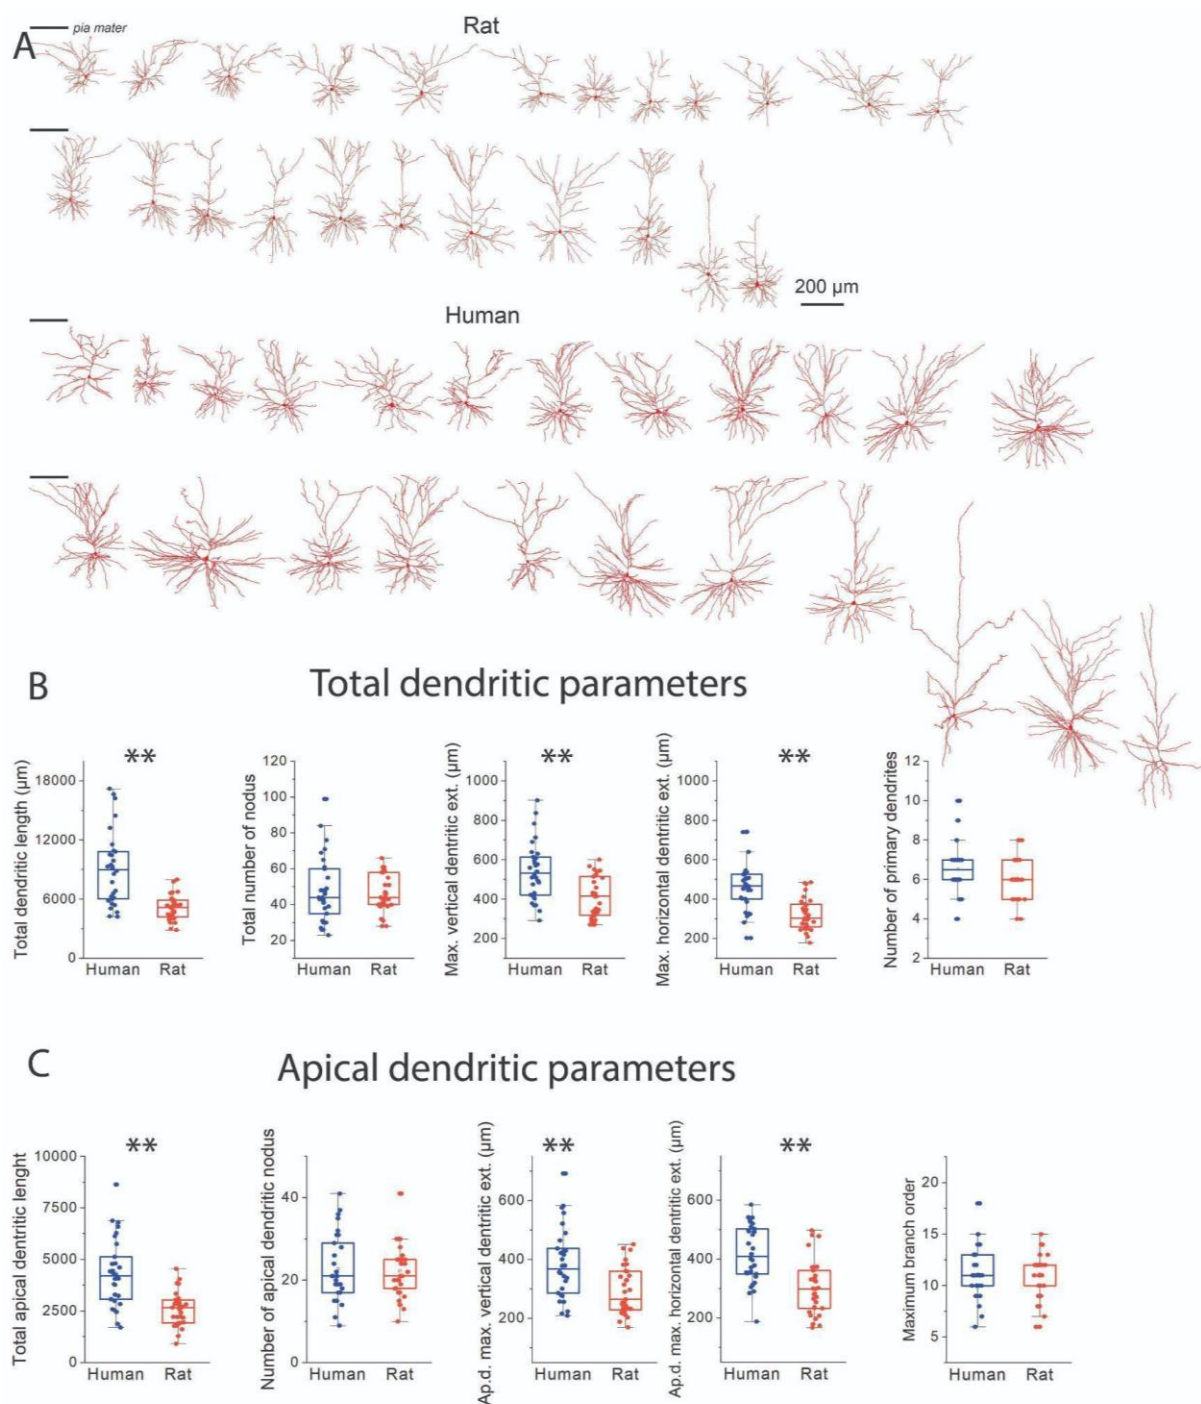 A
pia mater
Rat
200 µm
Human
B
Total dendritic parameters
**
**
**
Total dendritic length (µm)
18000
12000
6000
0
Human Rat
Total number of nodus
120
100
80
60
40
20
Human Rat
Max. vertical dendritic ext. (µm)
1000
800
600
400
200
Human Rat
Max. horizontal dendritic ext. (µm)
1000
800
600
400
200
Human Rat
Number of primary dendrites
12
10
8
6
4
2
Human Rat
C
Apical dendritic parameters
**
**
**
Total apical dendritic lenght
10000
7500
5000
2500
0
Human Rat
Number of apical dendritic nodus
40
20
0
Human Rat
Ap.d. max. vertical dendritic ext. (µm)
600
400
200
Human Rat
Ap.d. max. horizontal dendritic ext. (µm)
600
400
200
Human Rat
Maximum branch order
20
15
10
5
Human Rat